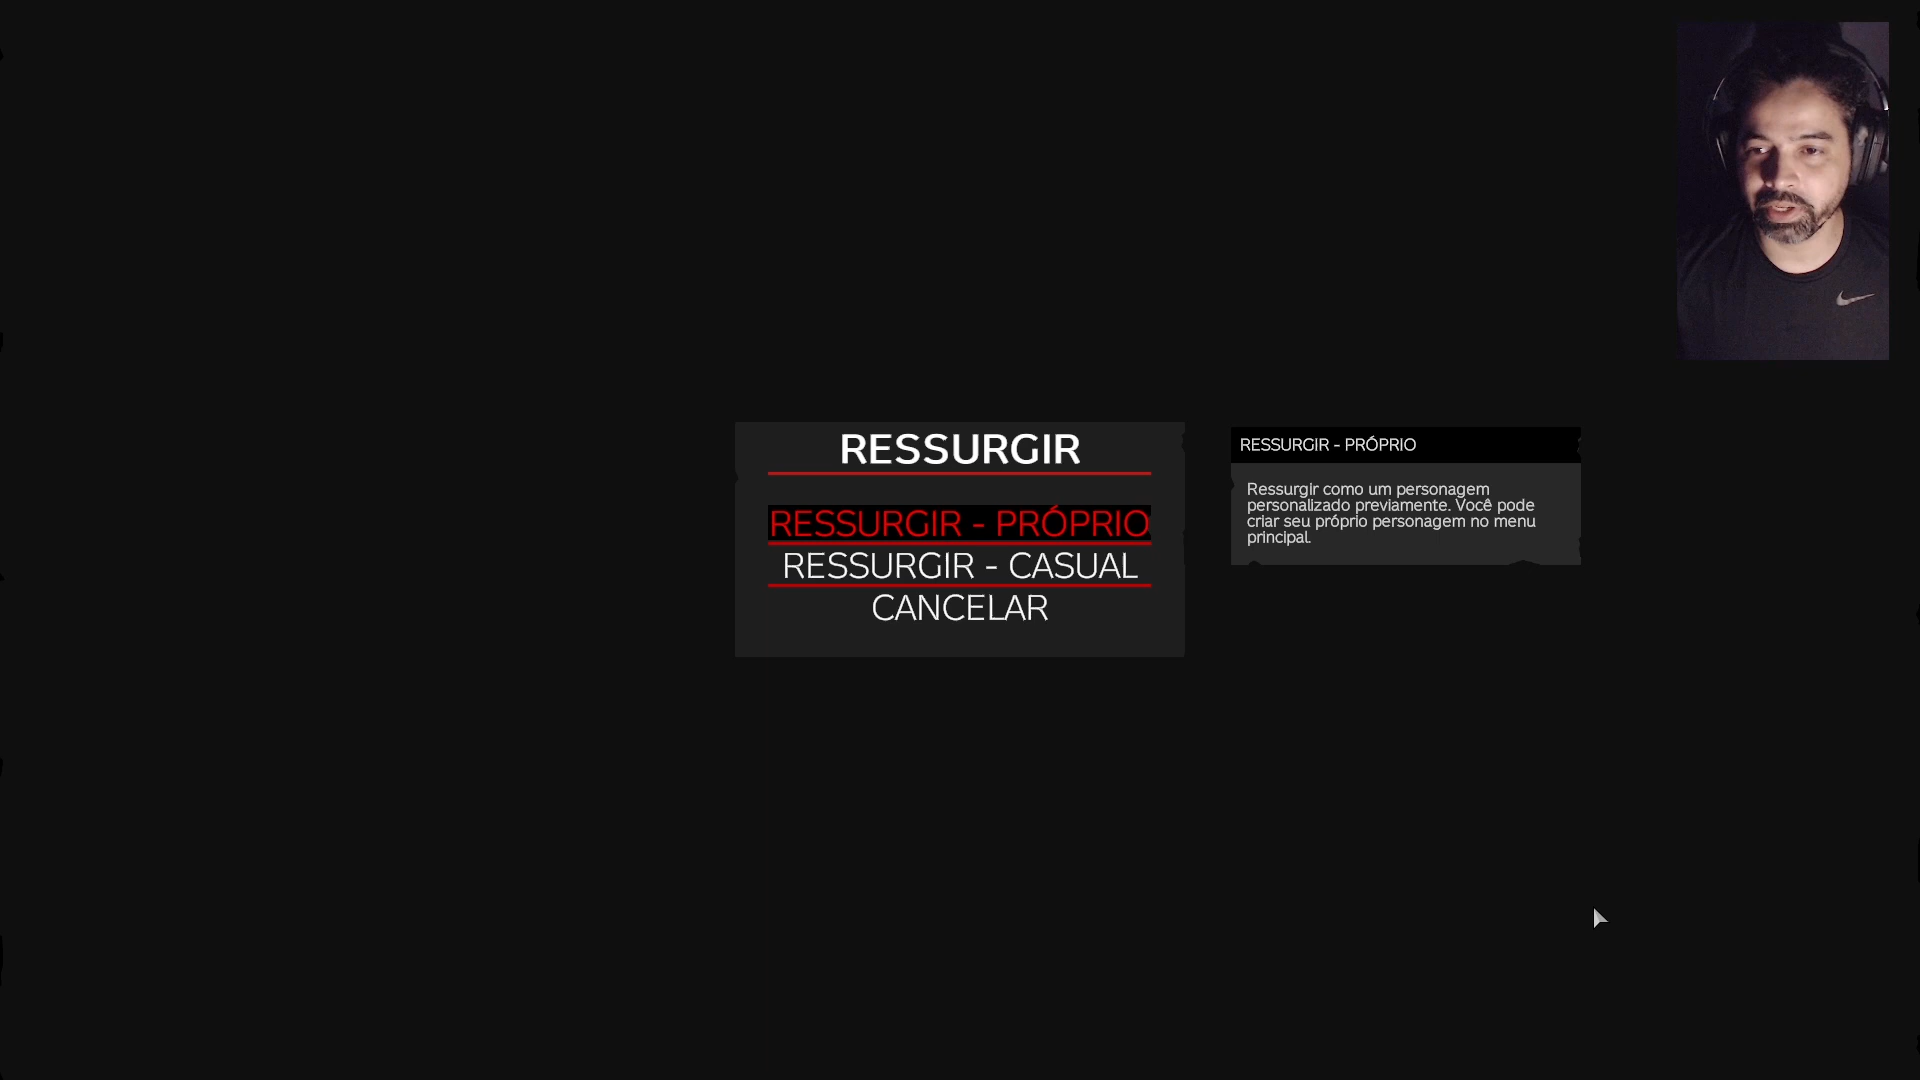 RESSURGIR
RESSURGIR - PRÓPRIO
RESSURGIR - CASUAL
CANCELAR
RESSURGIR - PRÓPRIO
Ressurgir como um personagem
personalizado previamente. Você pode
criar seu próprio personagem no menu
principal.